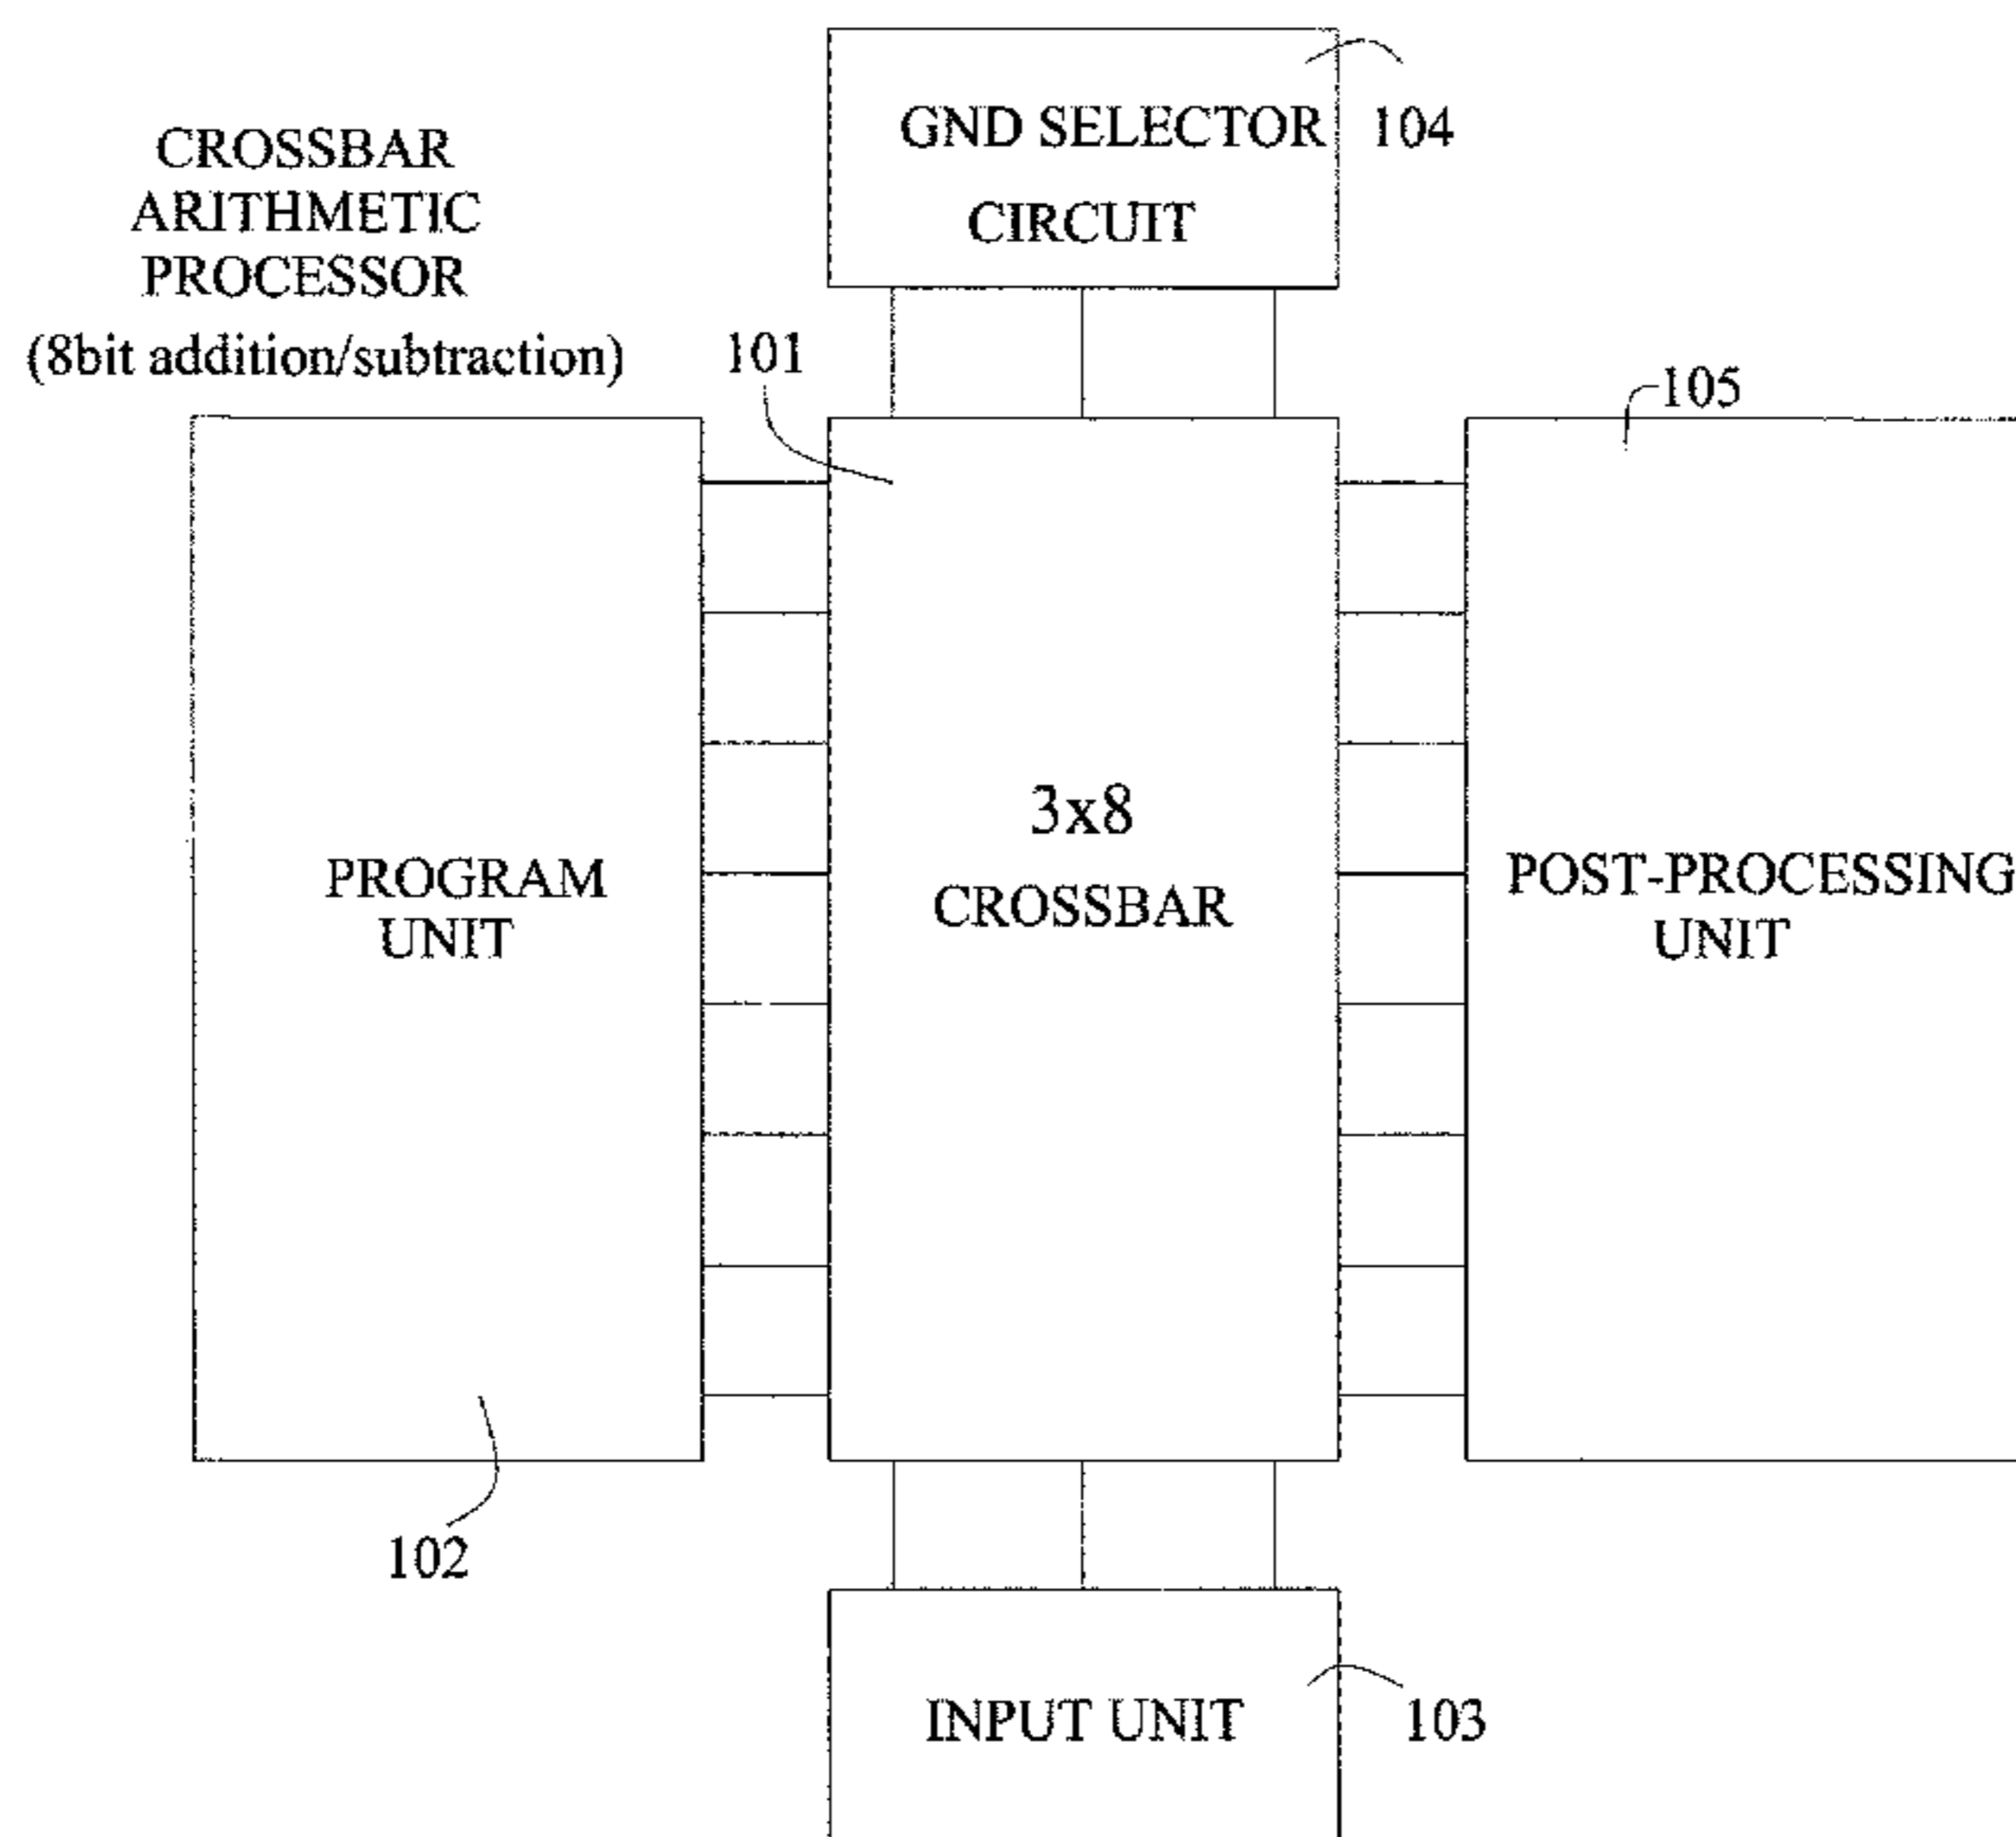 GND SELECTOR
CIRCUIT
104
CROSSBAR
ARITHMETIC
PROCESSOR
(8bit addition/subtraction)
101
105
PROGRAM
UNIT
3x8
CROSSBAR
POST-PROCESSING
UNIT
102
INPUT UNIT
103